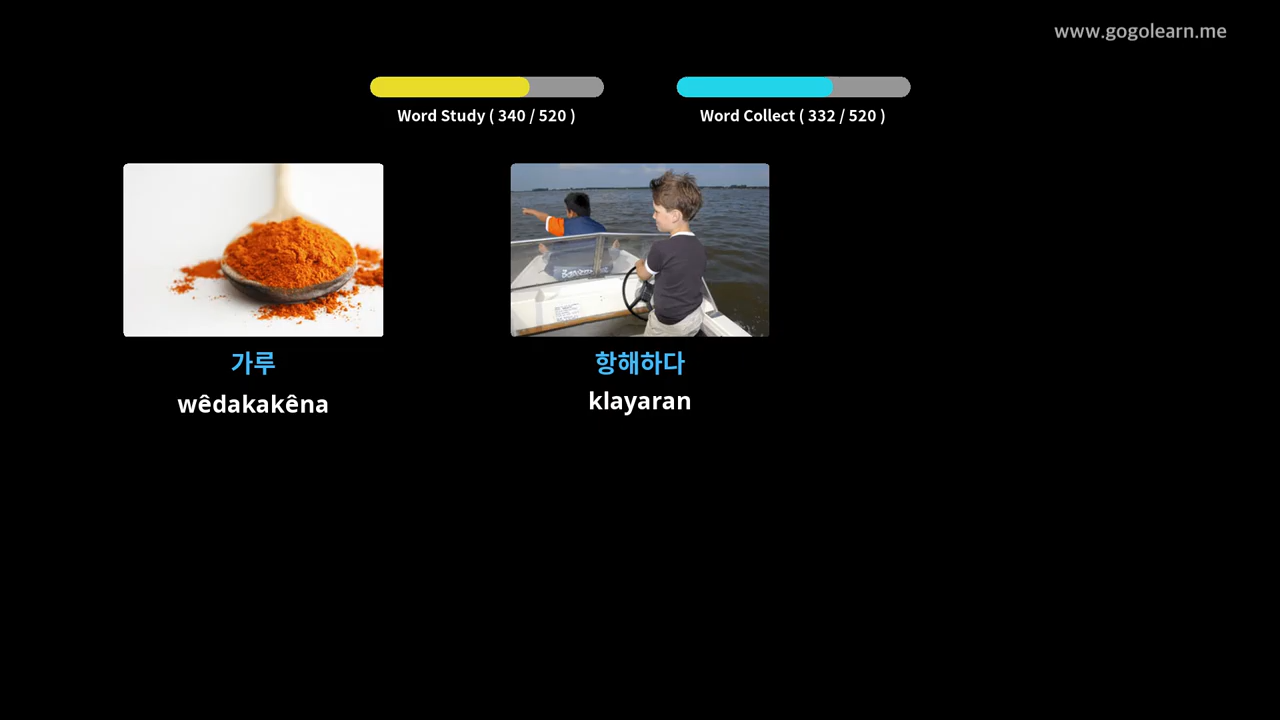 www.gogolearn.me
Word Study ( 340 / 520 )
Word Collect ( 332 / 520 )
가루
wêdakakêna
항해하다
klayaran